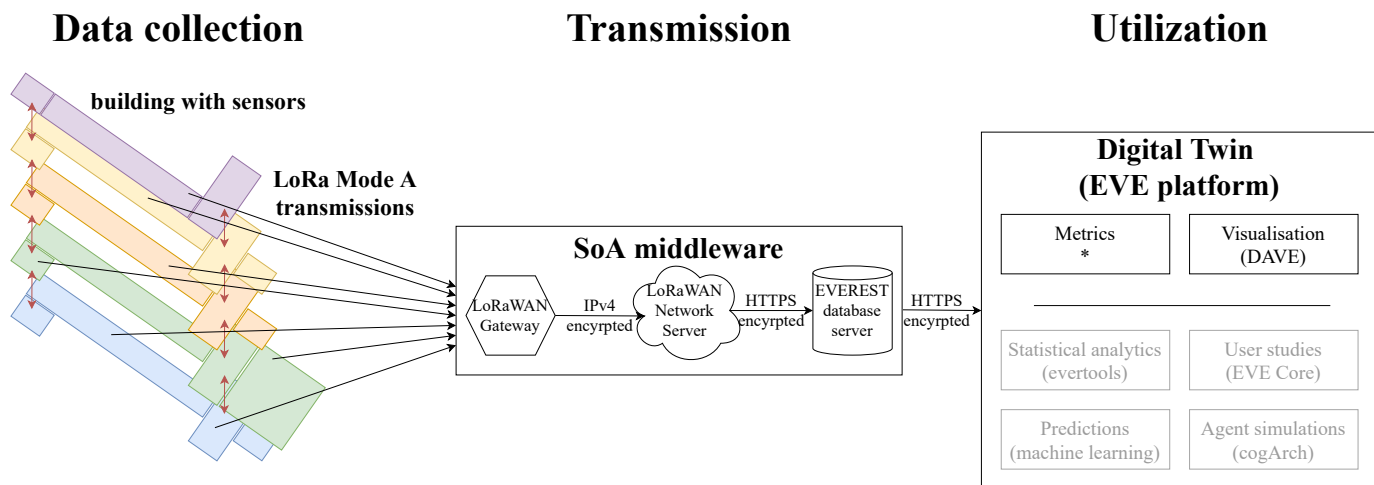 Data collection
Transmission
Utilization
building with sensors
LoRa Mode A
transmissions
SoA middleware
LoRaWAN
Gateway
IPv4
encyrpted
LoRaWAN
Network
Server
HTTPS
encyrpted
EVEREST
database
server
HTTPS
encyrpted
Digital Twin
(EVE platform)
Metrics
*
Visualisation
(DAVE)
Statistical analytics
(evertools)
User studies
(EVE Core)
Predictions
(machine learning)
Agent simulations
(cogArch)